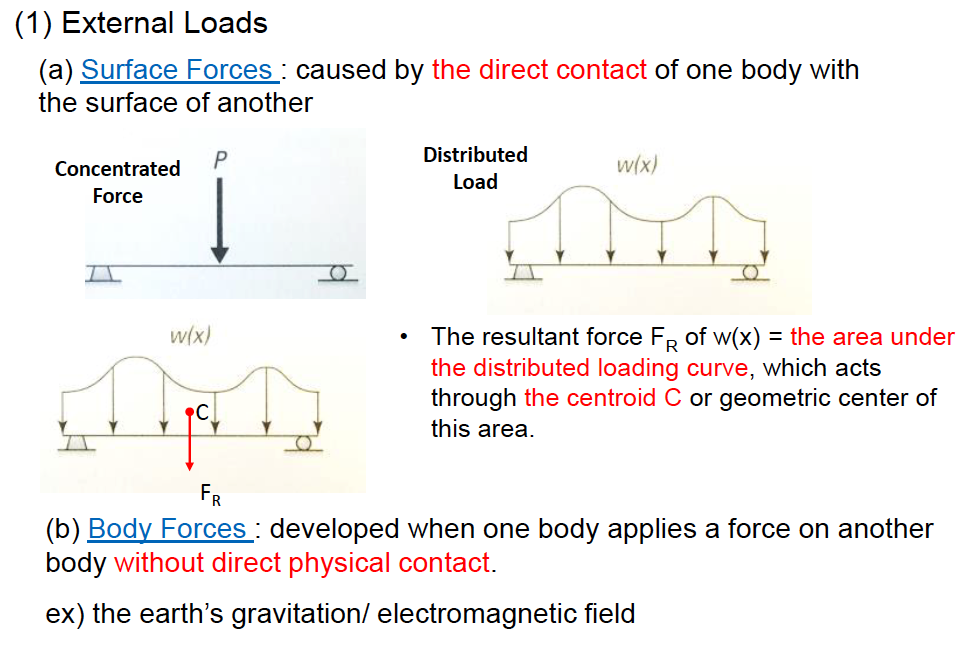 (1) External Loads
(a) Surface Forces : caused by the direct contact of one body with
the surface of another
Concentrated
Force
P
Distributed
Load
w(x)
w(x)
C
F_R
• The resultant force F_R of w(x) = the area under
the distributed loading curve, which acts
through the centroid C or geometric center of
this area.
(b) Body Forces : developed when one body applies a force on another
body without direct physical contact.
ex) the earth's gravitation/ electromagnetic field